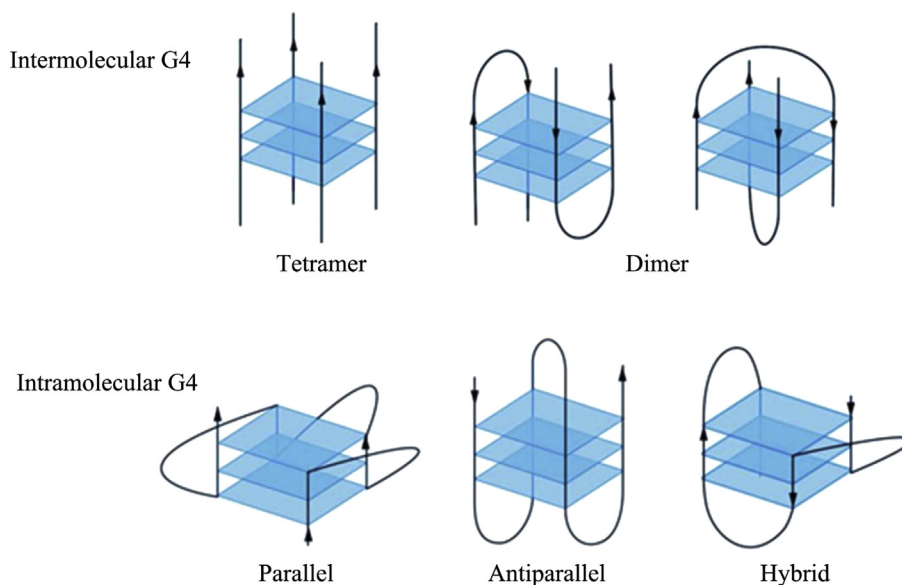 Intermolecular G4
Tetramer
Dimer
Intramolecular G4
Parallel
Antiparallel
Hybrid